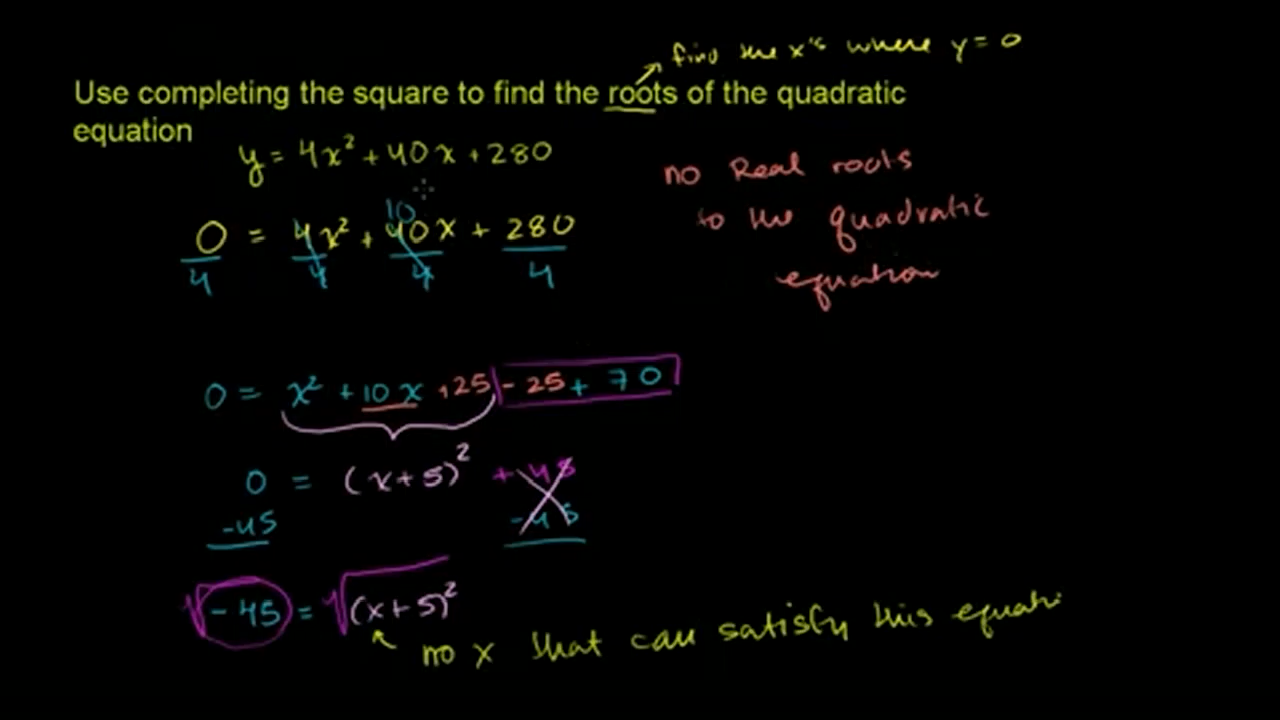 find the x's where y = 0
Use completing the square to find the roots of the quadratic
equation
y = 4x² + 40x + 280
no Real roots
to the quadratic
equation
10
0 = 4x² + 40x + 280
4 4 4 4
0 = x² + 10x +25 - 25 + 70
0 = (x+5)² + 45
-45 -45
√-45 = √(x+5)²
no x that can satisfy this equati